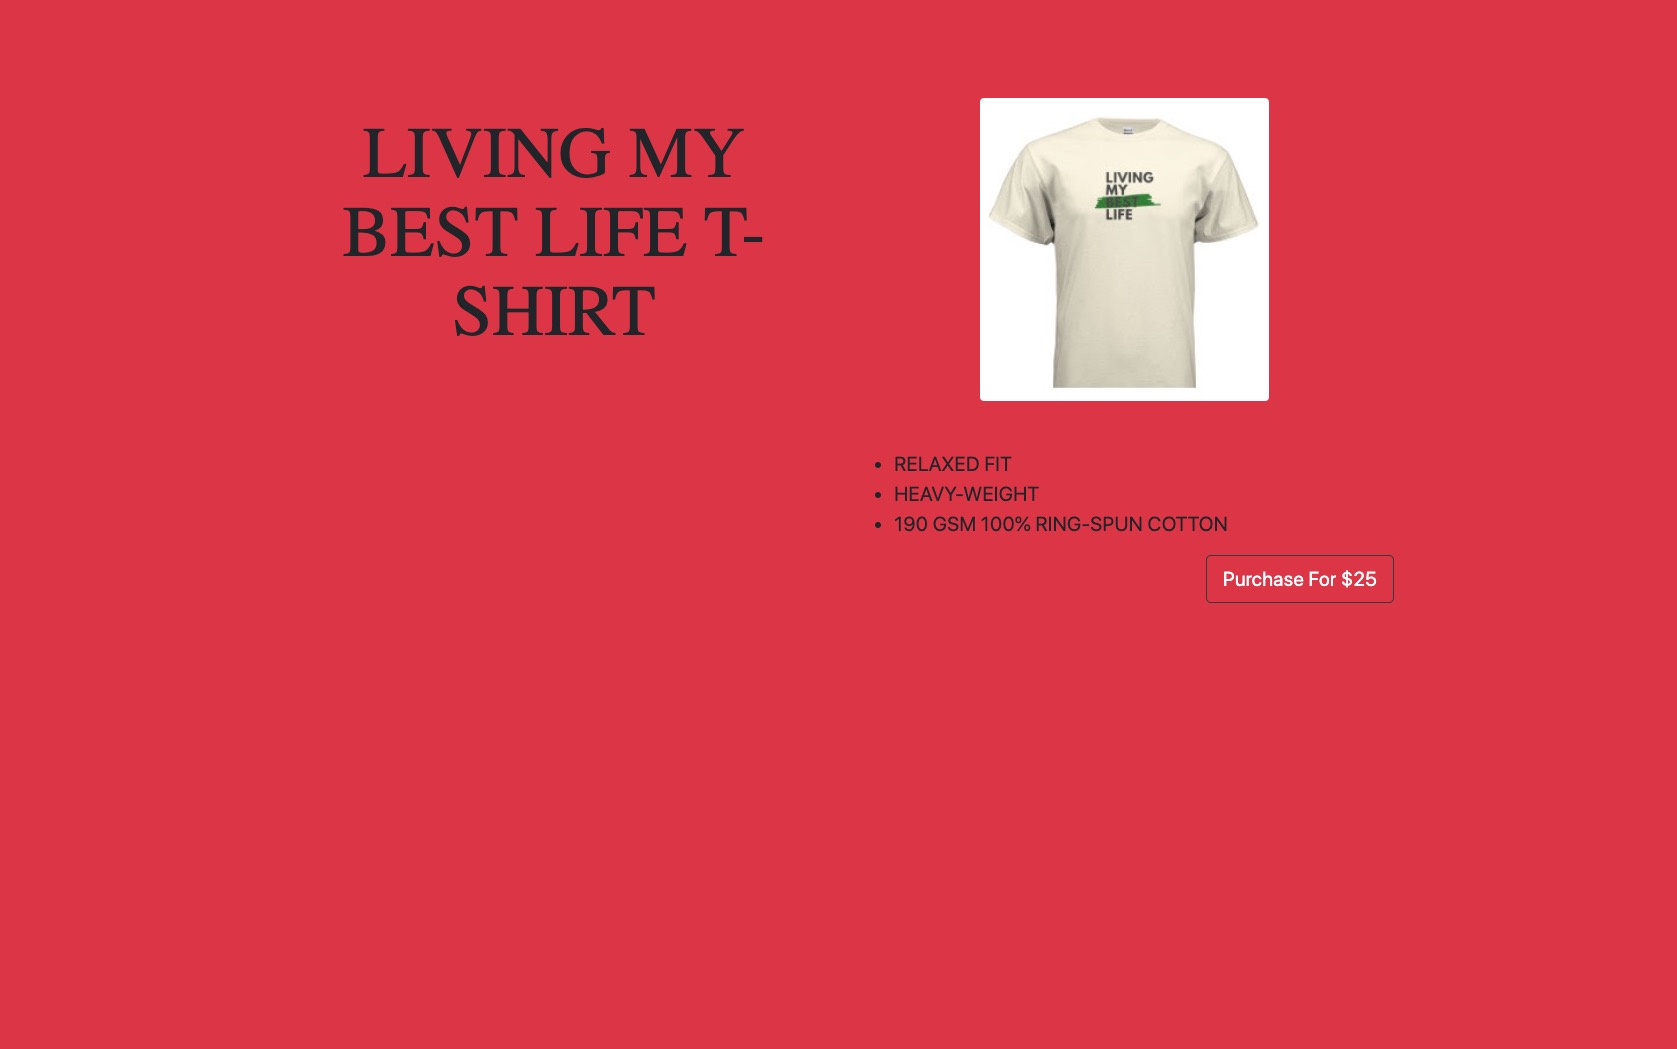 LIVING MY
BEST LIFE T-
SHIRT
LIVING
MY
BEST
LIFE
RELAXED FIT
HEAVY-WEIGHT
190 GSM 100% RING-SPUN COTTON
Purchase For $25